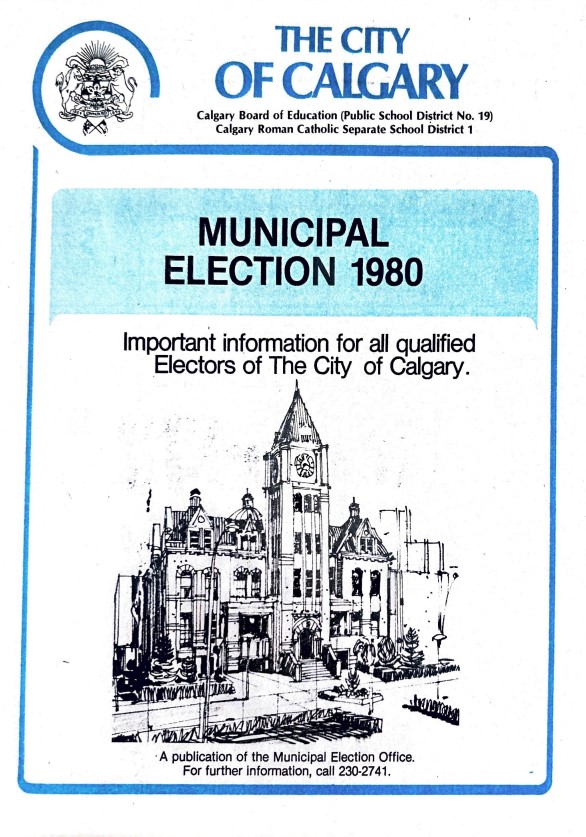 THE CITY
OF CALGARY
Calgary Board of Education (Public School District No. 19)
Calgary Roman Catholic Separate School District 1
MUNICIPAL
ELECTION 1980
Important information for all qualified
Electors of The City of Calgary.
A publication of the Municipal Election Office.
For further information, call 230-2741.